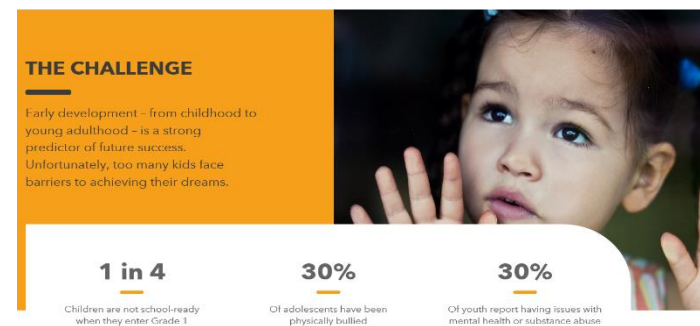 THE CHALLENGE
Early development – from childhood to
young adulthood – is a strong
predictor of future success.
Unfortunately, too many kids face
barriers to achieving their dreams.
1 in 4
Children are not school-ready
when they enter Grade 1
30%
Of adolescents have been
physically bullied
30%
Of youth report having issues with
mental health or substance abuse